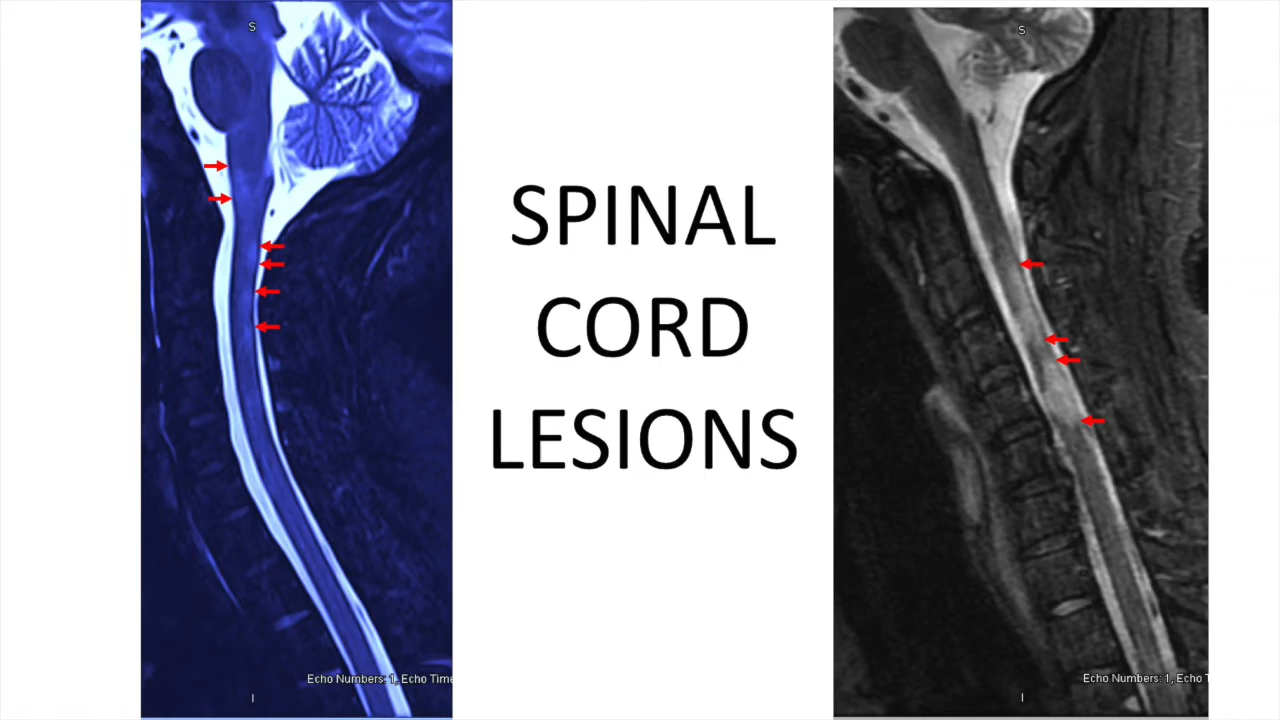 S
Echo Numbers: 1, Echo Time
I
SPINAL
CORD
LESIONS
S
Echo Numbers: 1, Echo T
I